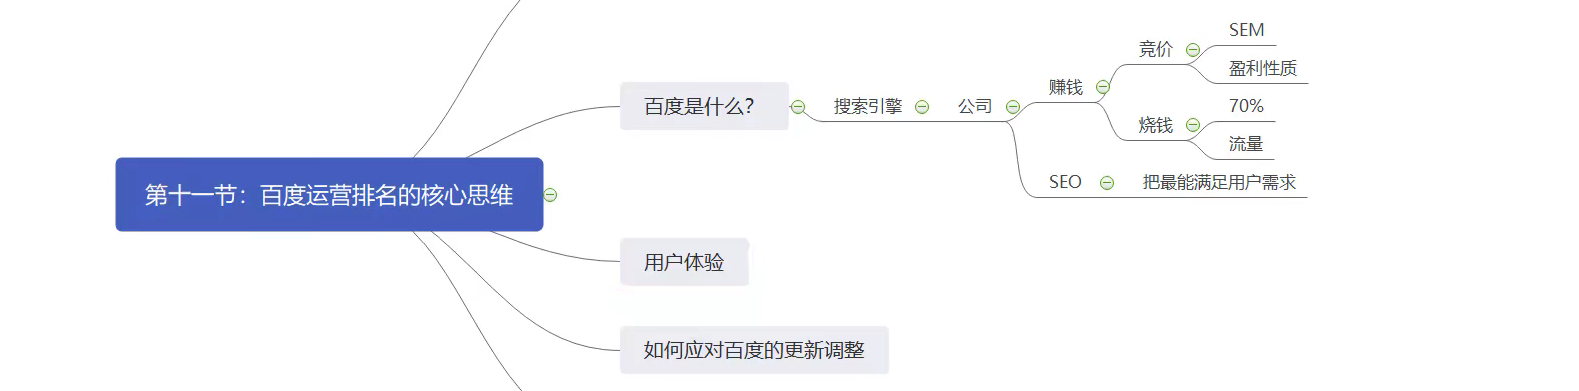 第十一节：百度运营排名的核心思维
百度是什么？
搜索引擎
公司
赚钱
竞价
SEM
盈利性质
烧钱
70%
流量
SEO
把最能满足用户需求
用户体验
如何应对百度的更新调整